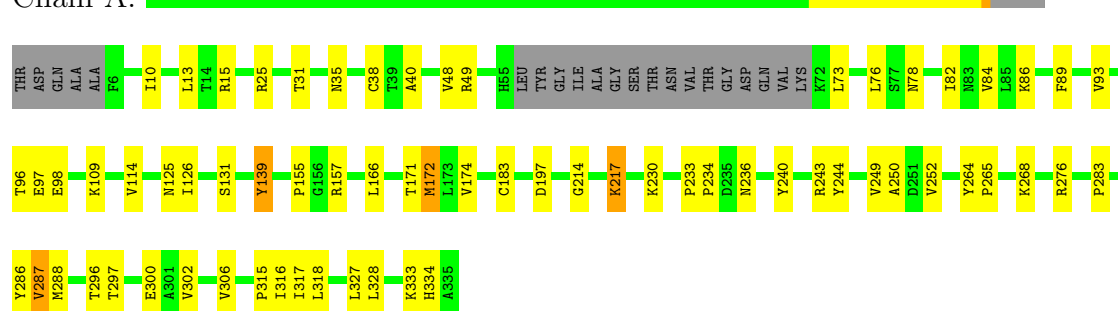 Chain A:
THR ASP GLN ALA ALA F6 I10 L13 T14 R15 R25 T31 N35 C38 T39 A40 V48 R49 H55 LEU TYR GLY ILE ALA GLY SER THR ASN VAL THR GLY ASP GLN VAL LYS K72 L73 L76 S77 N78 I82 N83 V84 L85 K86 F89 V93
T96 E97 E98 K109 V114 N125 I126 S131 Y139 P155 G156 R157 L166 T171 M172 L173 V174 C183 D197 G214 K217 K230 P233 P234 D235 N236 Y240 R243 Y244 V249 A250 D251 V252 Y264 P265 K268 R276 P283
Y286 V287 M288 T296 T297 E300 A301 V302 V306 P315 I316 I317 L318 L327 L328 K333 H334 A335